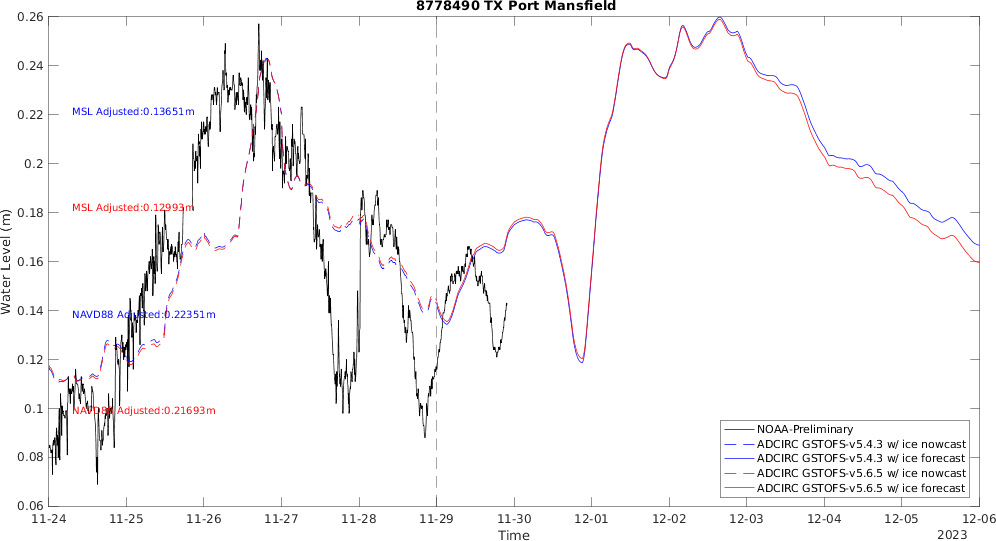 8778490 TX Port Mansfield
Water Level (m)
0.26
0.24
0.22
0.2
0.18
0.16
0.14
0.12
0.1
0.08
0.06
MSL Adjusted:0.13651m
MSL Adjusted:0.12993m
NAVD88 Adjusted:0.22351m
NAVD88 Adjusted:0.21693m
NOAA-Preliminary
ADCIRC GSTOFS-v5.4.3 w/ ice nowcast
ADCIRC GSTOFS-v5.4.3 w/ ice forecast
ADCIRC GSTOFS-v5.6.5 w/ ice nowcast
ADCIRC GSTOFS-v5.6.5 w/ ice forecast
11-24 11-25 11-26 11-27 11-28 11-29 11-30 12-01 12-02 12-03 12-04 12-05 12-06
Time
2023